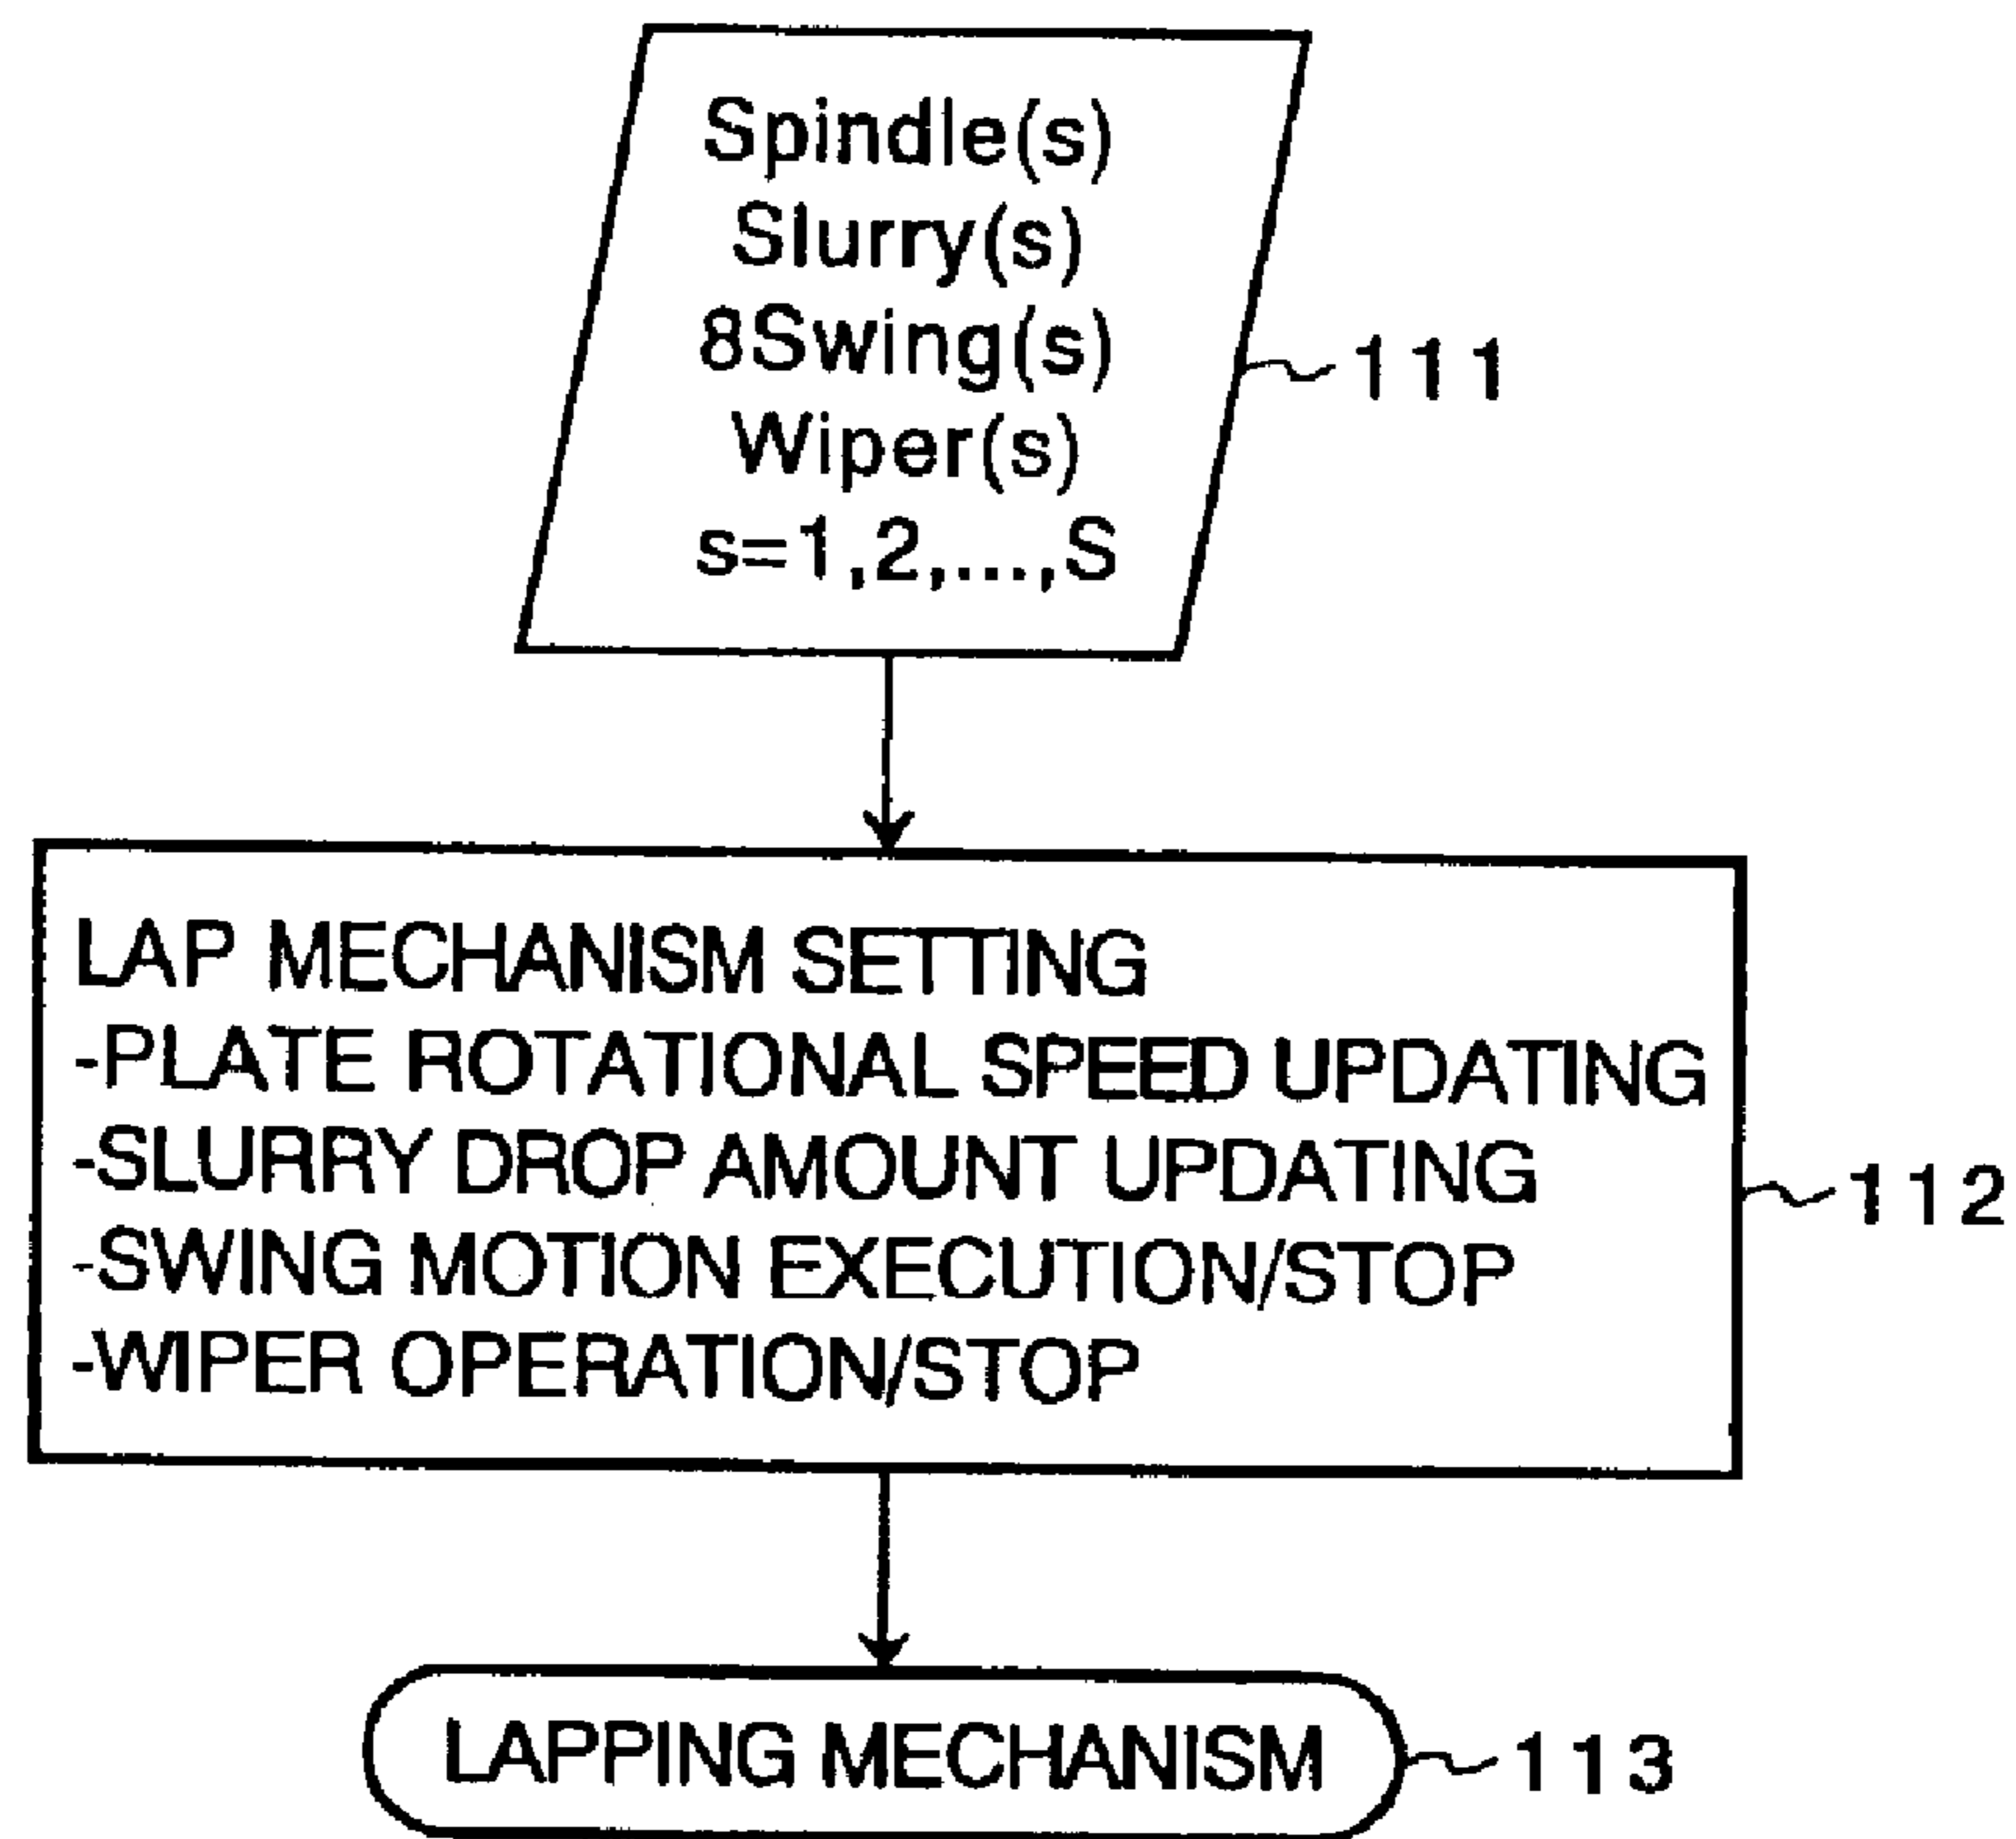 Spindle(s)
Slurry(s)
8Swing(s)
Wiper(s)
s=1,2,...,S
111
LAP MECHANISM SETTING
-PLATE ROTATIONAL SPEED UPDATING
-SLURRY DROP AMOUNT UPDATING
-SWING MOTION EXECUTION/STOP
-WIPER OPERATION/STOP
112
LAPPING MECHANISM
113